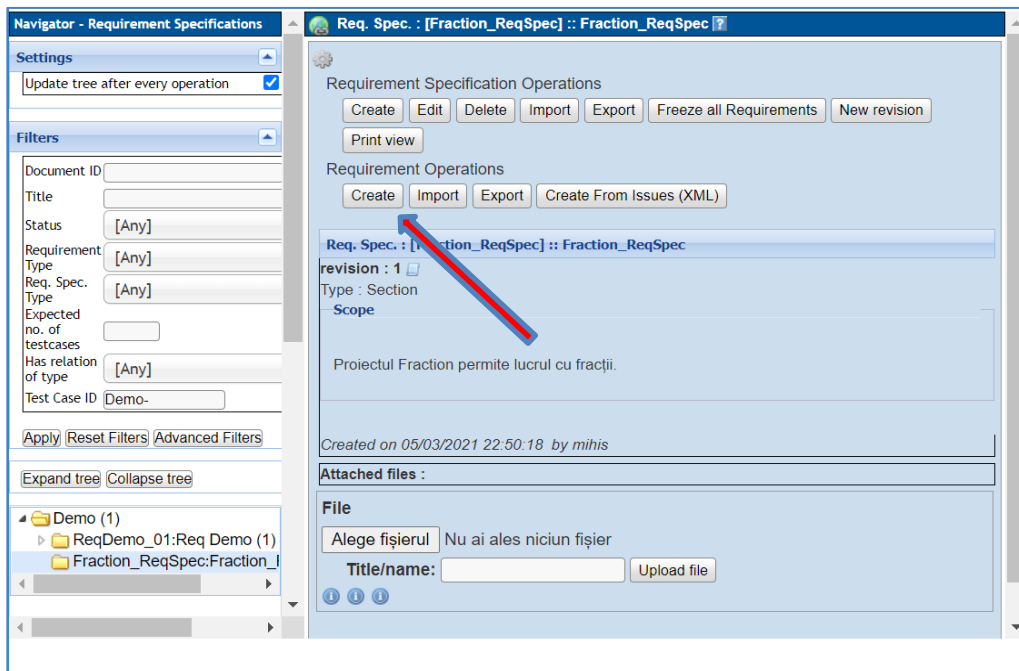 Navigator - Requirement Specifications
Settings
Update tree after every operation
Filters
Document ID
Title
Status [Any]
Requirement
Type [Any]
Req. Spec.
Type [Any]
Expected
no. of
testcases
Has relation
of type [Any]
Test Case ID Demo-
Apply Reset Filters Advanced Filters
Expand tree Collapse tree
Demo (1)
ReqDemo_01:Req Demo (1)
Fraction_ReqSpec:Fraction_
Req. Spec. : [Fraction_ReqSpec] :: Fraction_ReqSpec ?
Requirement Specification Operations
Create Edit Delete Import Export Freeze all Requirements New revision
Print view
Requirement Operations
Create Import Export Create From Issues (XML)
Req. Spec. : [Fraction_ReqSpec] :: Fraction_ReqSpec
revision : 1
Type : Section
Scope
Proiectul Fraction permite lucrul cu fracții.
Created on 05/03/2021 22:50:18 by mihis
Attached files :
File
Alege fișierul Nu ai ales niciun fișier
Title/name: Upload file